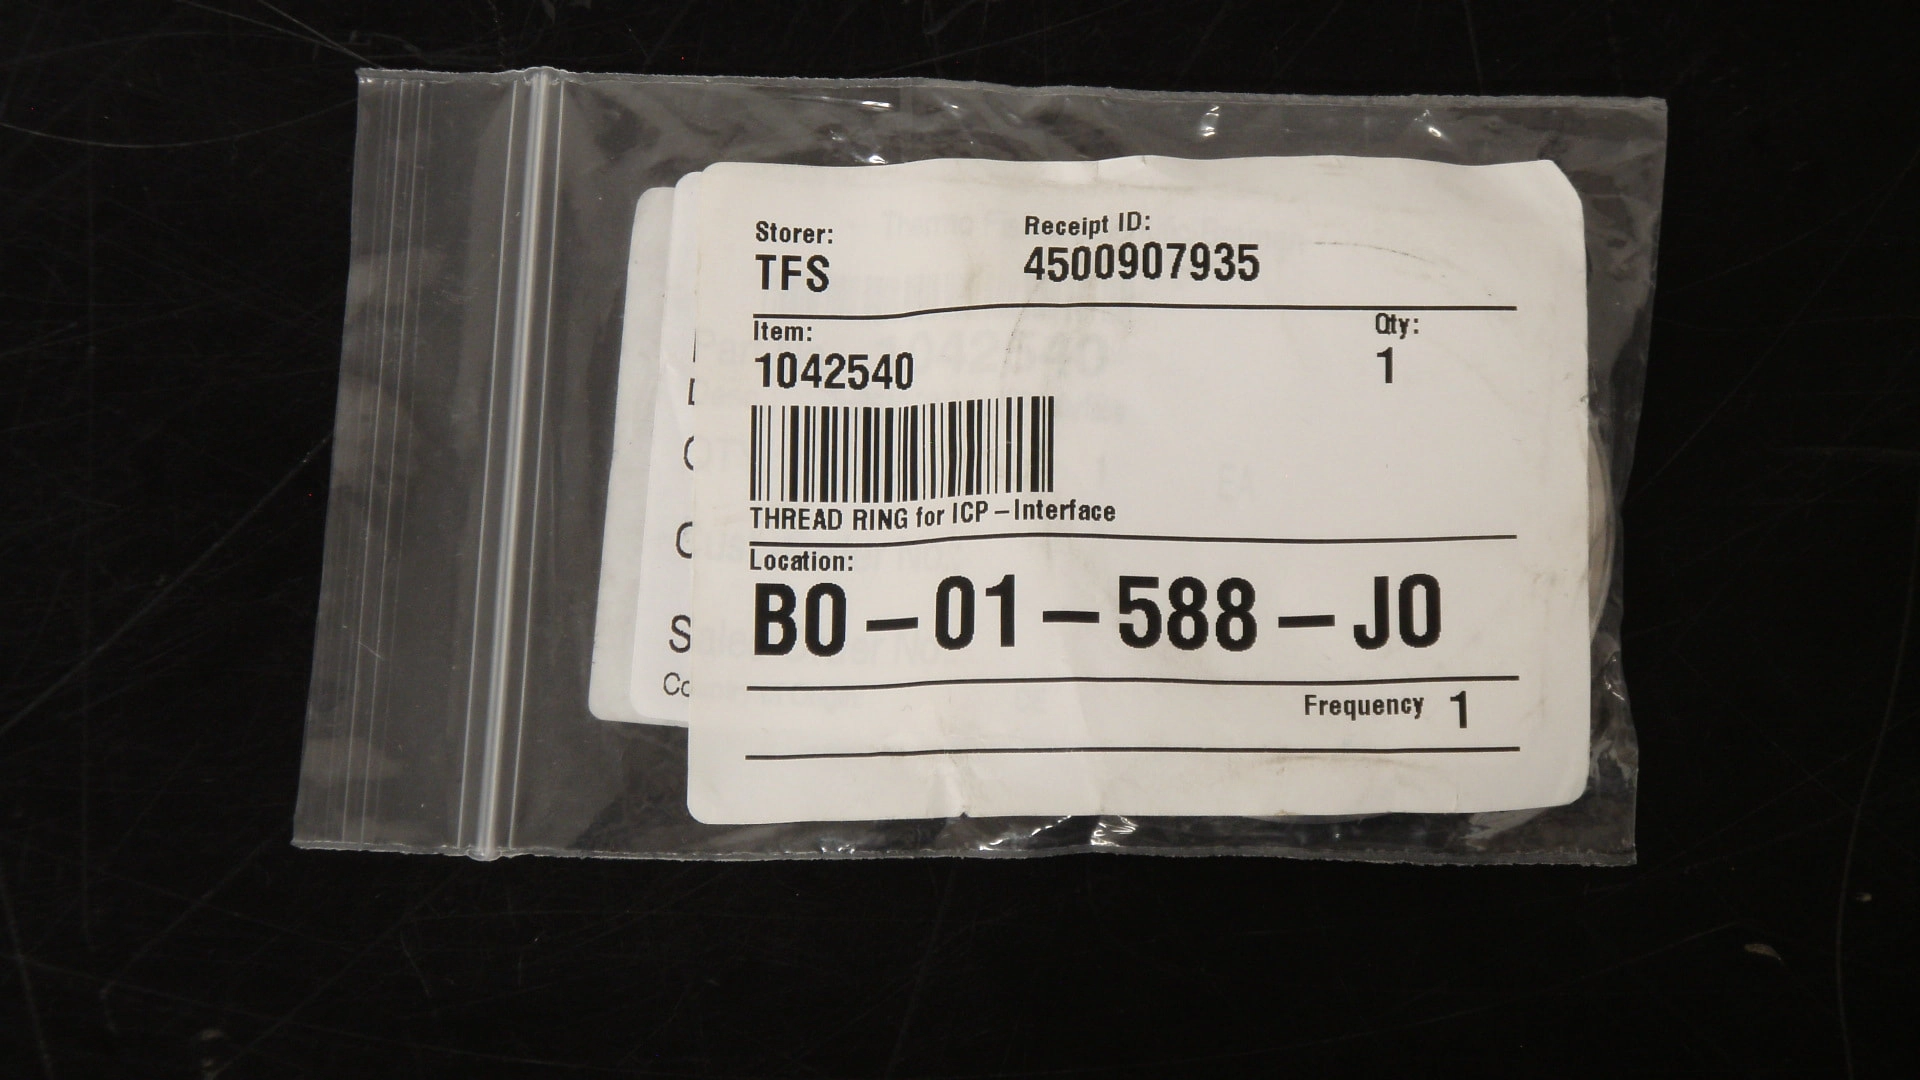 Storer:
Receipt ID:
TFS
4500907935
Item:
Qty:
1042540
1
THREAD RING for ICP-Interface
Location:
B0-01-588-J0
Frequency 1